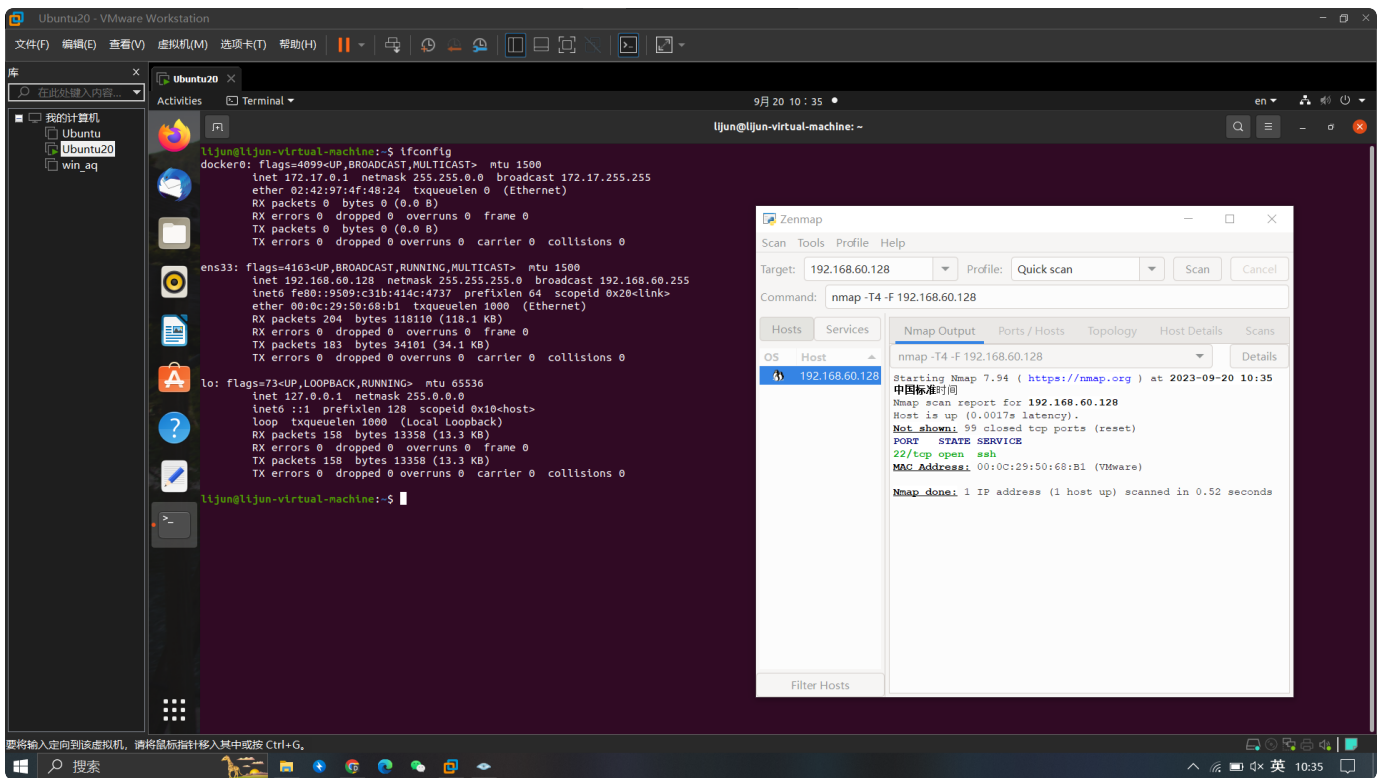 Ubuntu20 - VMware Workstation
文件(F) 编辑(E) 查看(V) 虚拟机(M) 选项卡(T) 帮助(H)
库
在此处键入内容...
我的计算机
Ubuntu
Ubuntu20
win_aq
Ubuntu20
Activities Terminal 9月 20 10：35 en
lijun@lijun-virtual-machine: ~
lijun@lijun-virtual-machine:~$ ifconfig
docker0: flags=4099<UP,BROADCAST,MULTICAST> mtu 1500
inet 172.17.0.1 netmask 255.255.0.0 broadcast 172.17.255.255
ether 02:42:97:4f:48:24 txqueuelen 0 (Ethernet)
RX packets 0 bytes 0 (0.0 B)
RX errors 0 dropped 0 overruns 0 frame 0
TX packets 0 bytes 0 (0.0 B)
TX errors 0 dropped 0 overruns 0 carrier 0 collisions 0
ens33: flags=4163<UP,BROADCAST,RUNNING,MULTICAST> mtu 1500
inet 192.168.60.128 netmask 255.255.255.0 broadcast 192.168.60.255
inet6 fe80::9509:c31b:414c:4737 prefixlen 64 scopeid 0x20<link>
ether 00:0c:29:50:68:b1 txqueuelen 1000 (Ethernet)
RX packets 204 bytes 118110 (118.1 KB)
RX errors 0 dropped 0 overruns 0 frame 0
TX packets 183 bytes 34101 (34.1 KB)
TX errors 0 dropped 0 overruns 0 carrier 0 collisions 0
lo: flags=73<UP,LOOPBACK,RUNNING> mtu 65536
inet 127.0.0.1 netmask 255.0.0.0
inet6 ::1 prefixlen 128 scopeid 0x10<host>
loop txqueuelen 1000 (Local Loopback)
RX packets 158 bytes 13358 (13.3 KB)
RX errors 0 dropped 0 overruns 0 frame 0
TX packets 158 bytes 13358 (13.3 KB)
TX errors 0 dropped 0 overruns 0 carrier 0 collisions 0
lijun@lijun-virtual-machine:~$
Zenmap
Scan Tools Profile Help
Target: 192.168.60.128 Profile: Quick scan Scan Cancel
Command: nmap -T4 -F 192.168.60.128
Hosts Services Nmap Output Ports / Hosts Topology Host Details Scans
OS Host nmap -T4 -F 192.168.60.128 Details
192.168.60.128
Starting Nmap 7.94 ( https://nmap.org ) at 2023-09-20 10:35
中国标准时间
Nmap scan report for 192.168.60.128
Host is up (0.0017s latency).
Not shown: 99 closed tcp ports (reset)
PORT STATE SERVICE
22/tcp open ssh
MAC Address: 00:0C:29:50:68:B1 (VMware)
Nmap done: 1 IP address (1 host up) scanned in 0.52 seconds
Filter Hosts
要将输入定向到该虚拟机，请将鼠标指针移入其中或按 Ctrl+G。
搜索 英 10:35